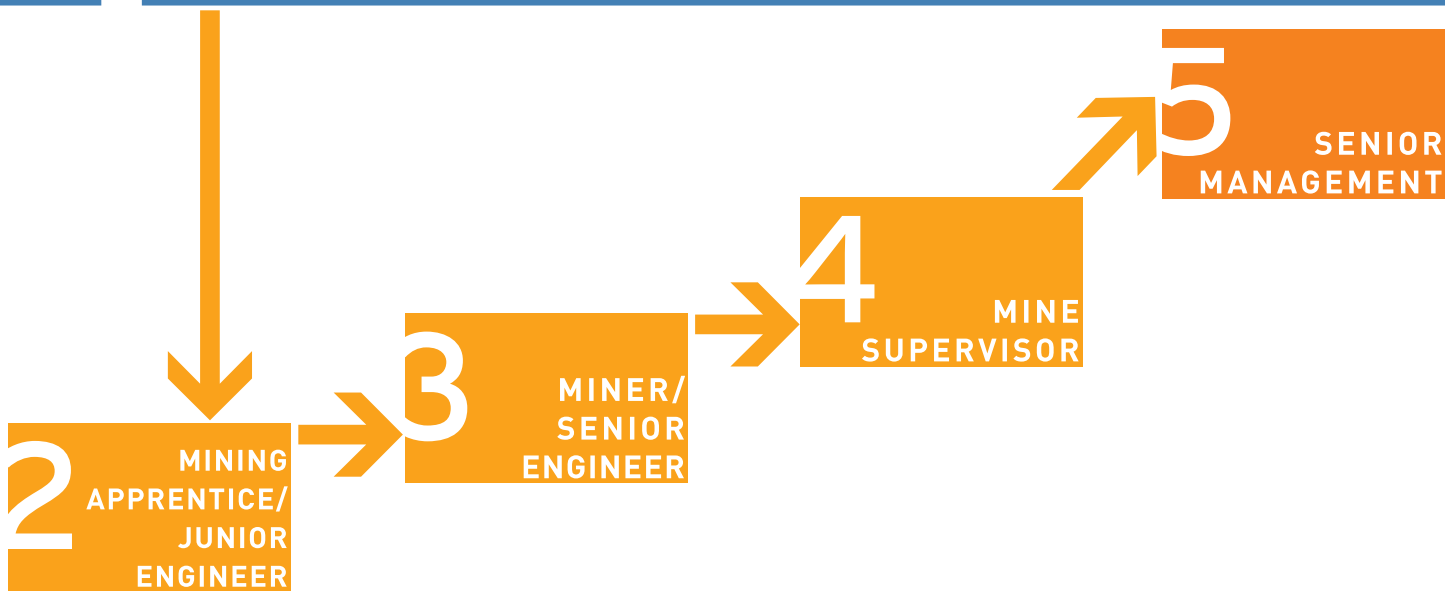 2
MINING
APPRENTICE/
JUNIOR
ENGINEER
3
MINER/
SENIOR
ENGINEER
4
MINE
SUPERVISOR
5
SENIOR
MANAGEMENT